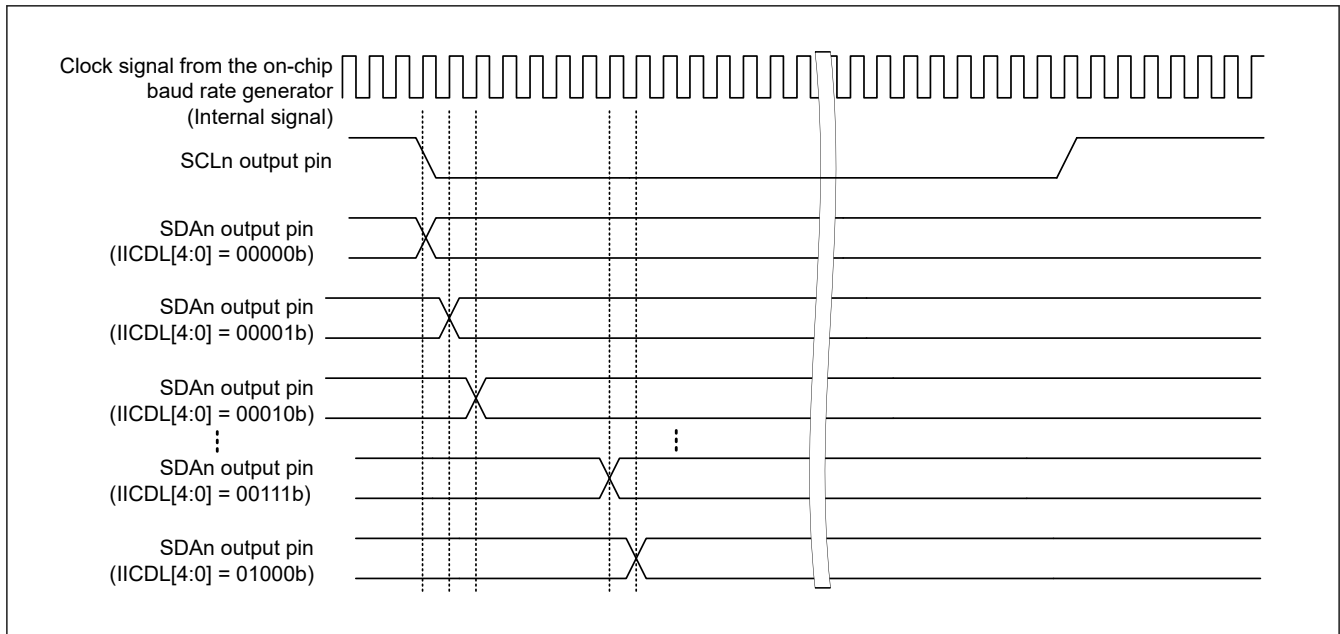 Clock signal from the on-chip
baud rate generator
(Internal signal)
SCLn output pin
SDAn output pin
(IICDL[4:0] = 00000b)
SDAn output pin
(IICDL[4:0] = 00001b)
SDAn output pin
(IICDL[4:0] = 00010b)
SDAn output pin
(IICDL[4:0] = 00111b)
SDAn output pin
(IICDL[4:0] = 01000b)